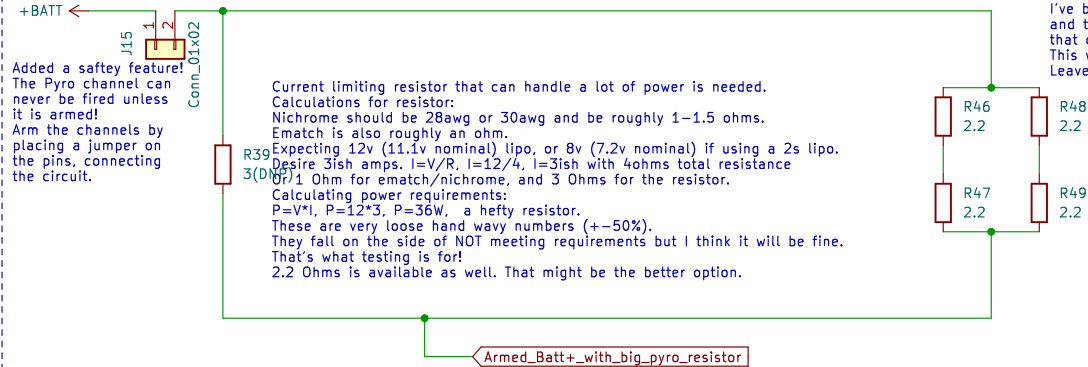 +BATT
1
2
J15
Conn_01x02
Added a saftey feature!
The Pyro channel can
never be fired unless
it is armed!
Arm the channels by
placing a jumper on
the pins, connecting
the circuit.
R39
3(DNP)
Current limiting resistor that can handle a lot of power is needed.
Calculations for resistor:
Nichrome should be 28awg or 30awg and be roughly 1-1.5 ohms.
Ematch is also roughly an ohm.
Expecting 12v (11.1v nominal) lipo, or 8v (7.2v nominal) if using a 2s lipo.
Desire 3ish amps. I=V/R, I=12/4, I=3ish with 4ohms total resistance
Or 1 Ohm for ematch/nichrome, and 3 Ohms for the resistor.
Calculating power requirements:
P=V*I, P=12*3, P=36W,  a hefty resistor.
These are very loose hand wavy numbers (+-50%).
They fall on the side of NOT meeting requirements but I think it will be fine.
That's what testing is for!
2.2 Ohms is available as well. That might be the better option.
I've b
and t
that
This
Leave
R46
2.2
R48
2.2
R47
2.2
R49
2.2
Armed_Batt+_with_big_pyro_resistor